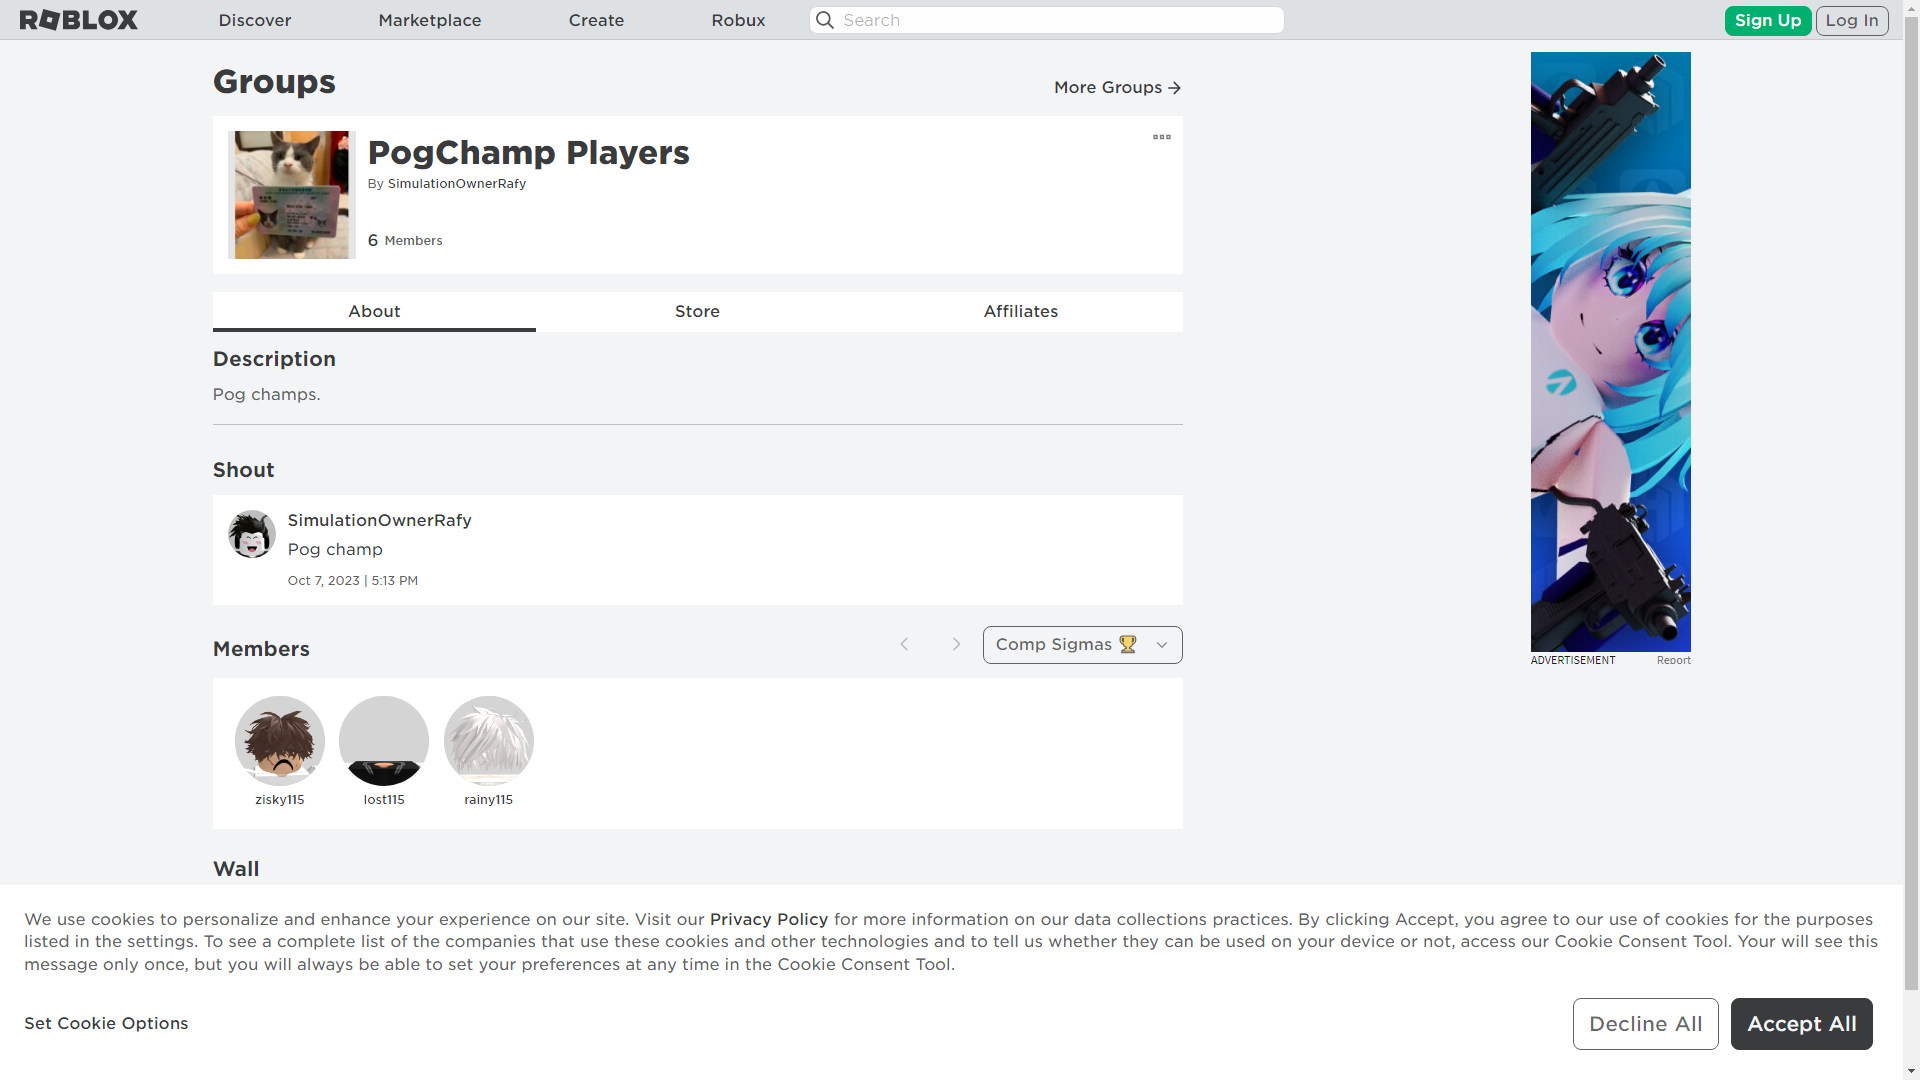 ROBLOX
Discover
Marketplace
Create
Robux
Search
Sign Up
Log In
Groups
More Groups
PogChamp Players
By SimulationOwnerRafy
6 Members
About
Store
Affiliates
Description
Pog champs.
Shout
SimulationOwnerRafy
Pog champ
Oct 7, 2023 | 5:13 PM
Members
Comp Sigmas 🏆
zisky115
lost115
rainy115
Wall
ADVERTISEMENT
Report
We use cookies to personalize and enhance your experience on our site. Visit our Privacy Policy for more information on our data collections practices. By clicking Accept, you agree to our use of cookies for the purposes
listed in the settings. To see a complete list of the companies that use these cookies and other technologies and to tell us whether they can be used on your device or not, access our Cookie Consent Tool. Your will see this
message only once, but you will always be able to set your preferences at any time in the Cookie Consent Tool.
Set Cookie Options
Decline All
Accept All